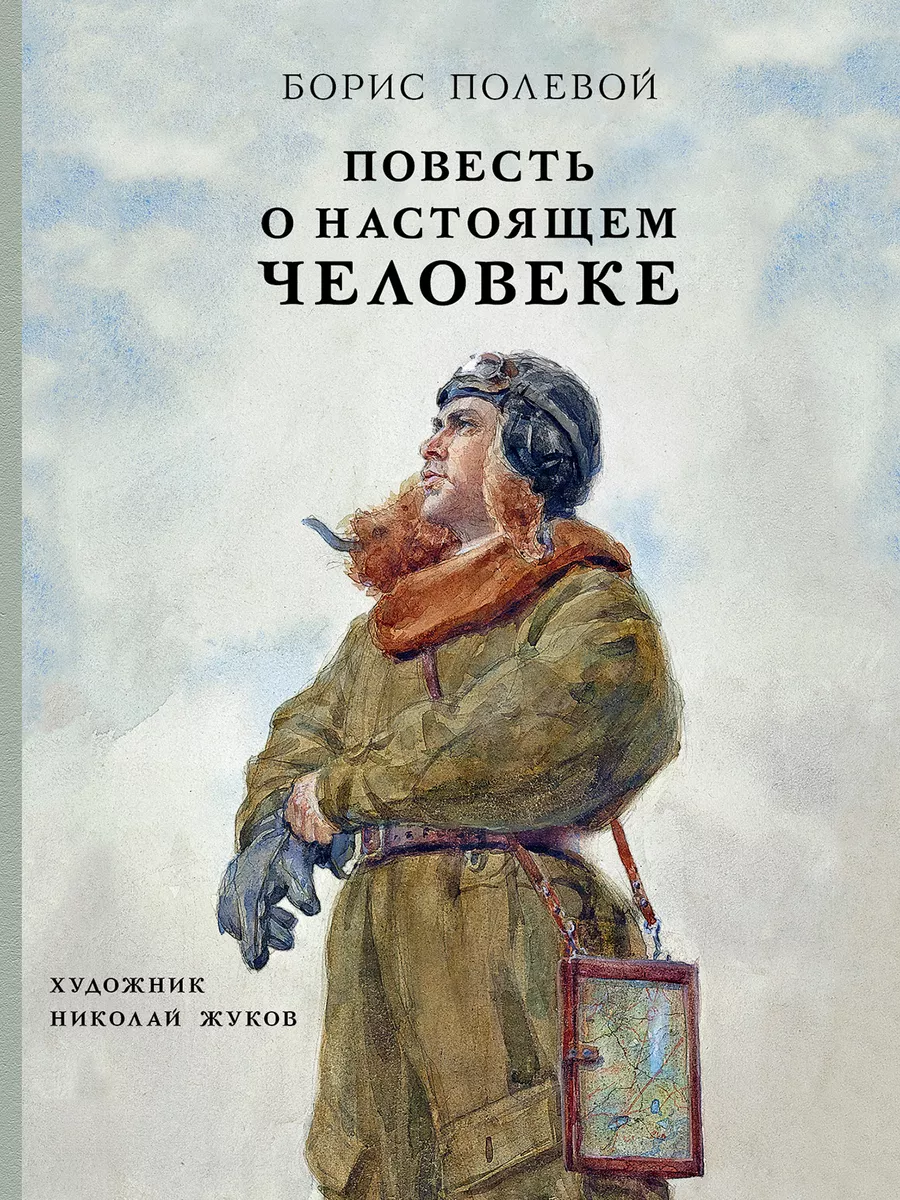 БОРИС ПОЛЕВОЙ
ПОВЕСТЬ
О НАСТОЯЩЕМ
ЧЕЛОВЕКЕ
ХУДОЖНИК
НИКОЛАЙ ЖУКОВ